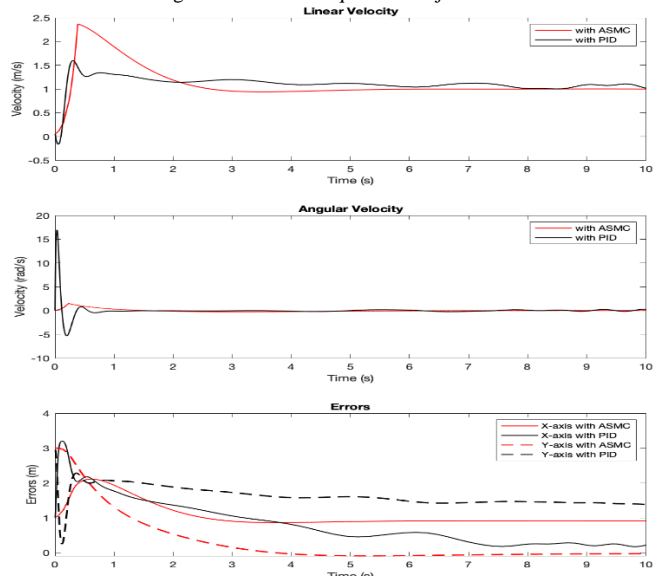 Linear Velocity
2.5
with ASMC
2
with PID
1.5
1
0.5
0
-0.5
Velocity (m/s)
0 1 2 3 4 5 6 7 8 9 10
Time (s)
Angular Velocity
20
with ASMC
15
with PID
10
5
0
-5
-10
Velocity (rad/s)
0 1 2 3 4 5 6 7 8 9 10
Time (s)
Errors
4
X-axis with ASMC
X-axis with PID
3
Y-axis with ASMC
Y-axis with PID
2
1
0
Errors (m)
0 1 2 3 4 5 6 7 8 9 10
Time (s)